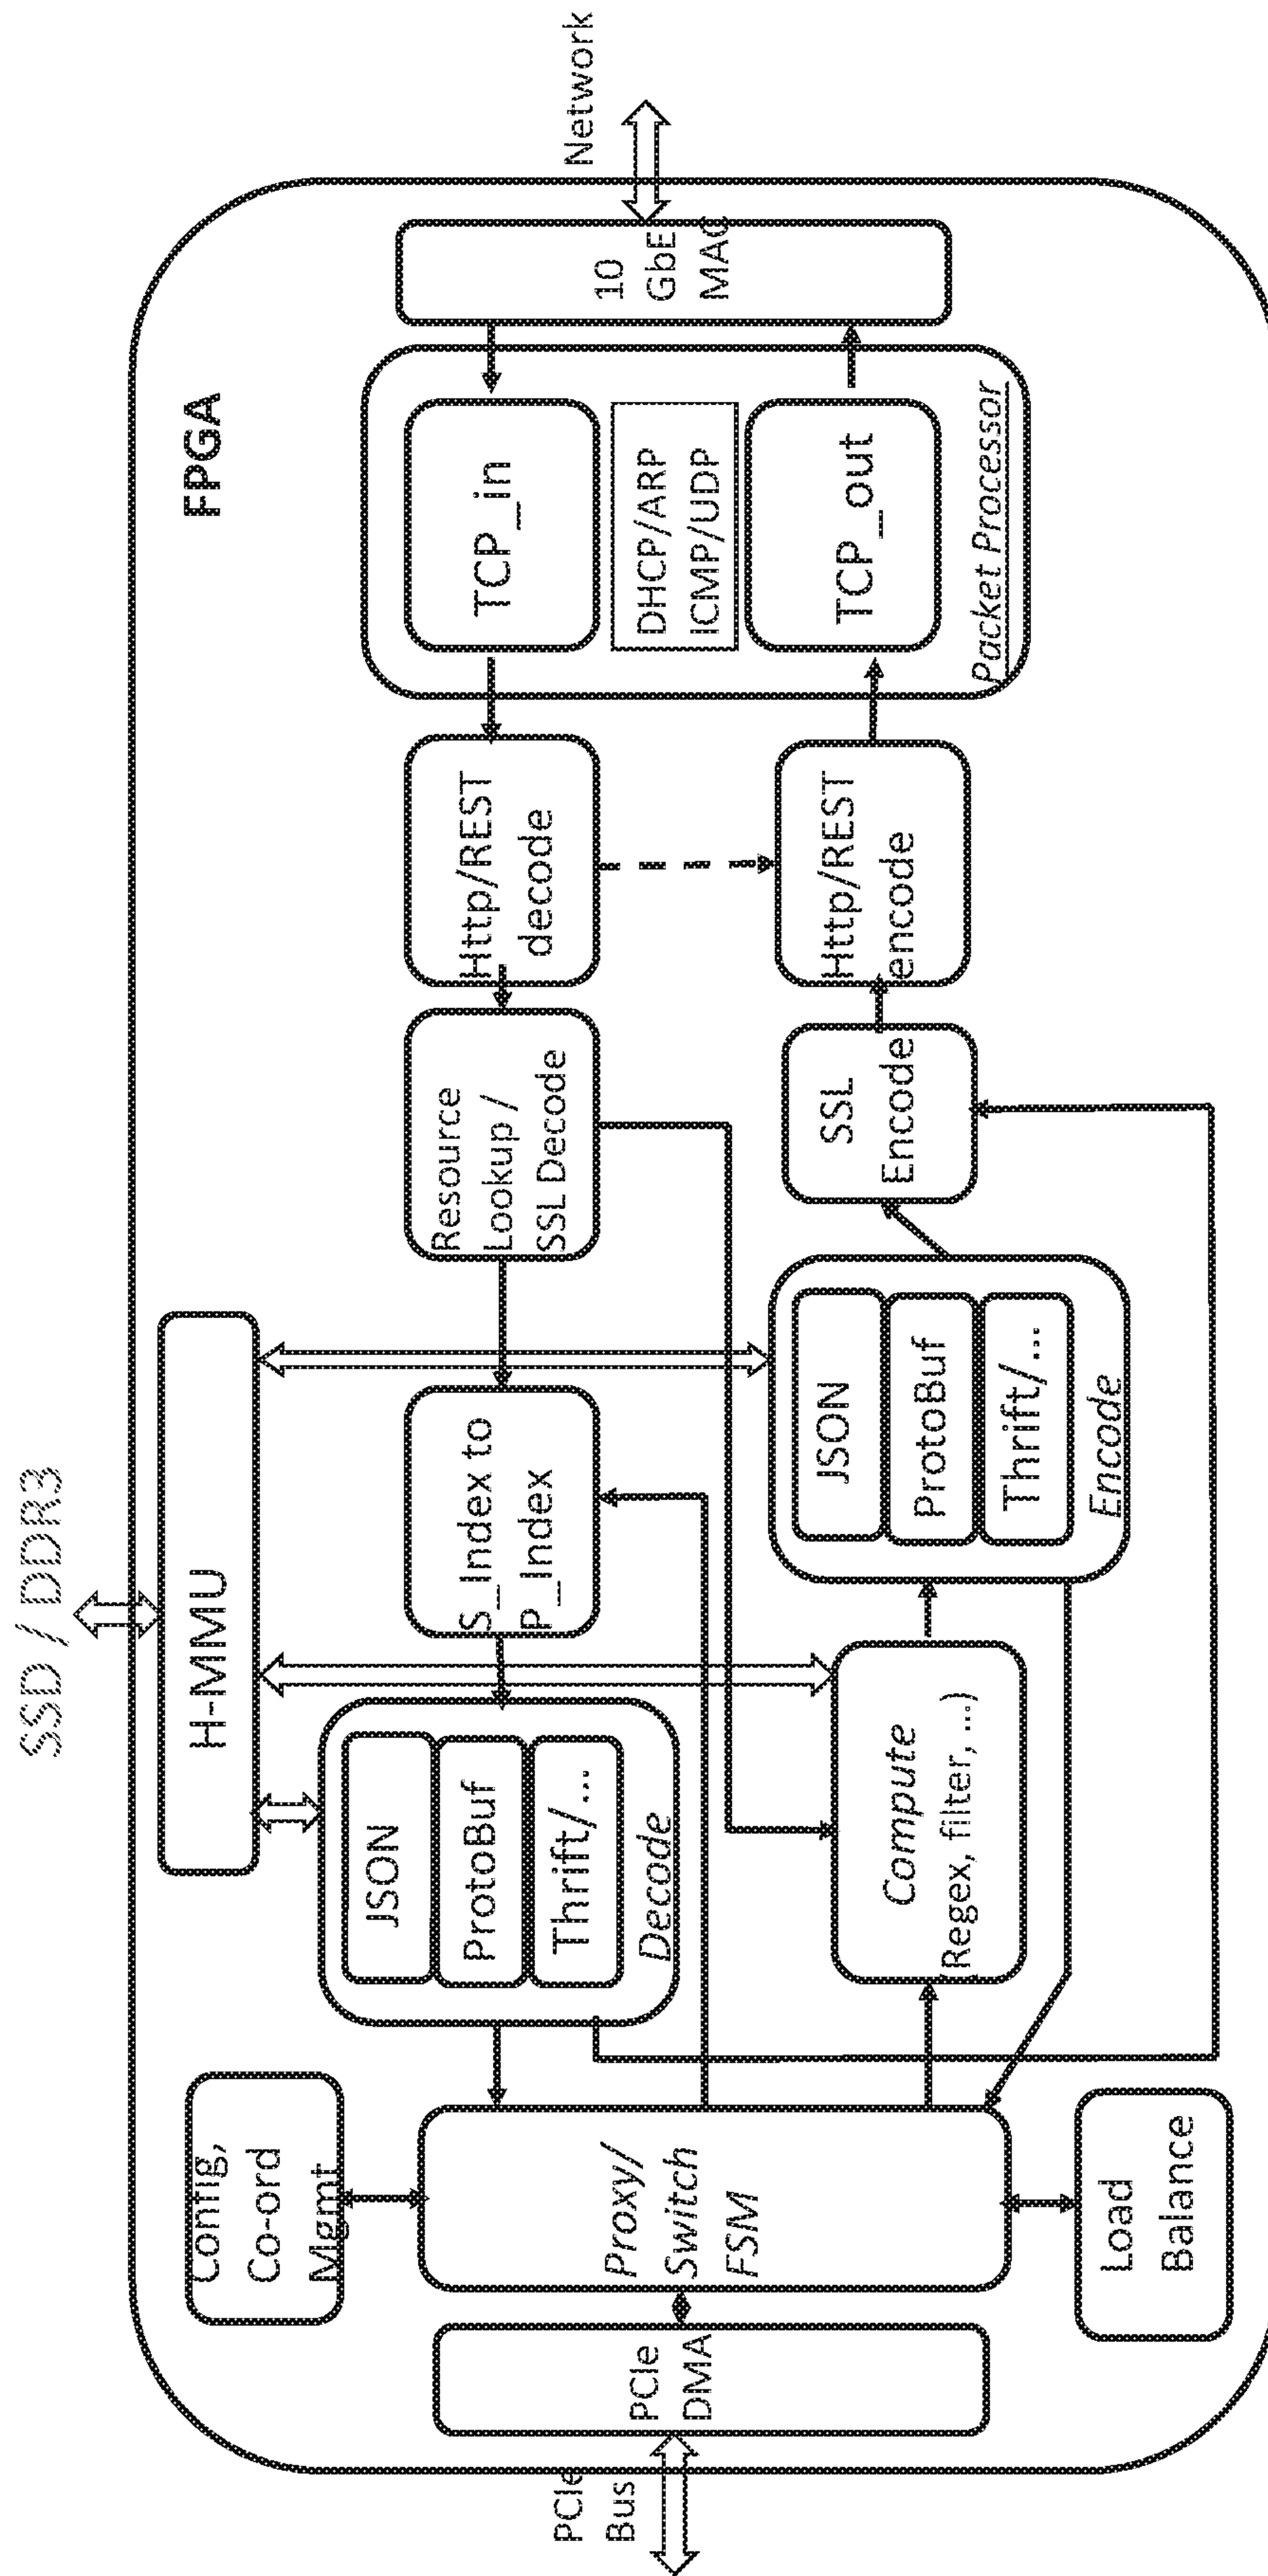 SSD / DDR3
FPGA
H-MMU
Config,
Co-ord
Mgmt
JSON
ProtoBuf
Thrift/...
Decode
S_Index to
P_Index
Resource
Lookup /
SSL Decode
Http/REST
decode
TCP_in
DHCP/ARP
ICMP/UDP
TCP_out
Packet Processor
10
GbE
MAC
Network
PCIe
Bus
PCIe
DMA
Proxy/
Switch
FSM
Load
Balance
Compute
(Regex, filter, ...)
JSON
ProtoBuf
Thrift/...
Encode
SSL
Encode
Http/REST
encode